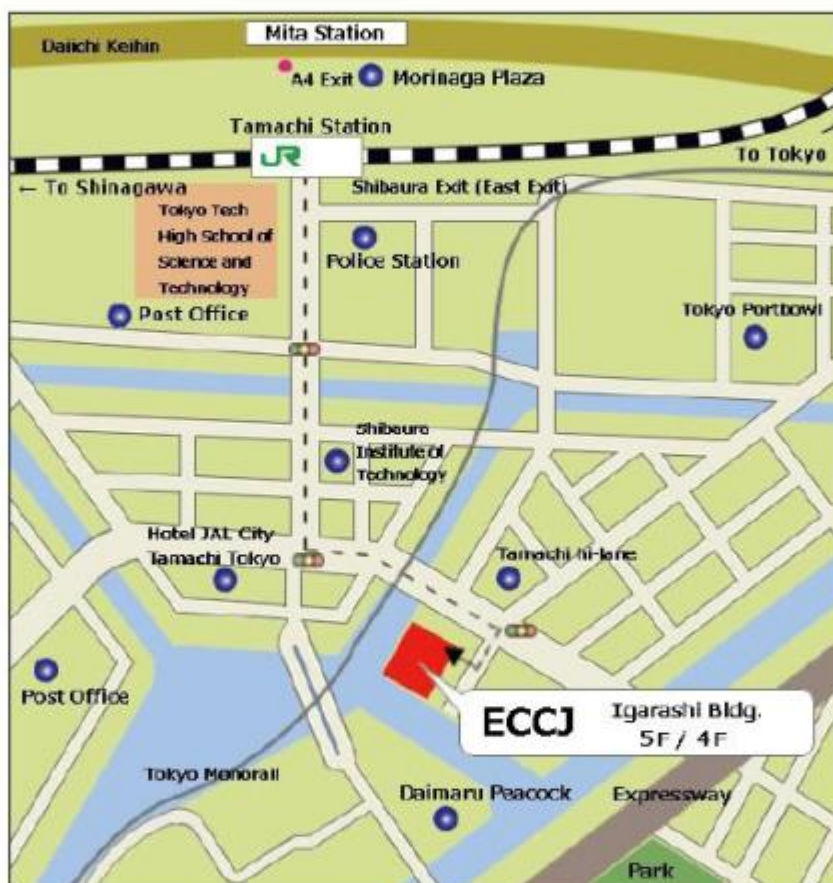 Mita Station
Daiichi Keihin
A4 Exit
Morinaga Plaza
Tamachi Station
JR
To Tokyo
← To Shinagawa
Shibaura Exit (East Exit)
Tokyo Tech
High School of
Science and
Technology
Police Station
Post Office
Tokyo Portbowl
Shibaura
Institute of
Technology
Hotel JAL City
Tamachi Tokyo
Tamachi hi-lane
Post Office
ECCJ
Igarashi Bldg.
5F / 4F
Tokyo Monorail
Daimaru Peacock
Expressway
Park